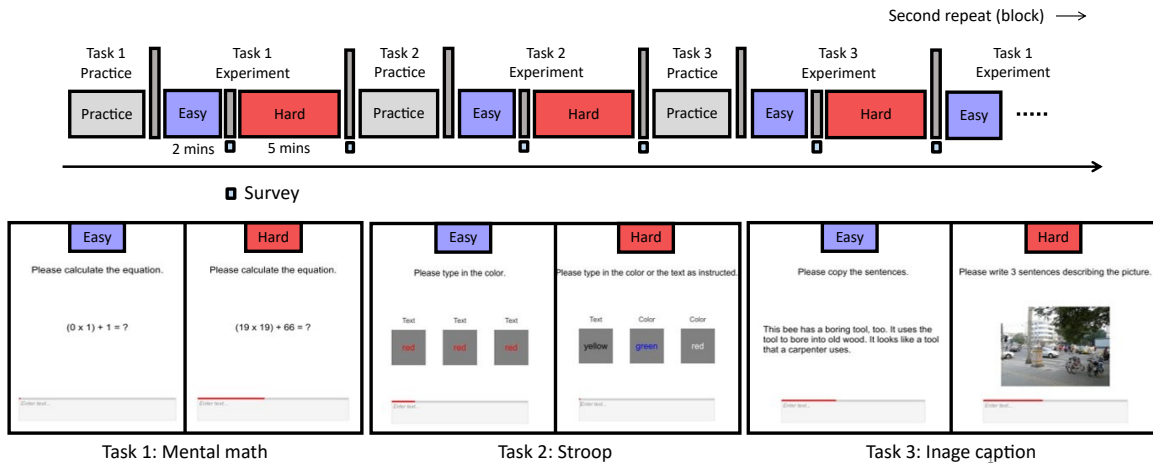 Second repeat (block)
Task 1 Practice
Task 1 Experiment
Task 2 Practice
Task 2 Experiment
Task 3 Practice
Task 3 Experiment
Task 1 Experiment
Practice Easy Hard Practice Easy Hard Practice Easy Hard Easy .....
2 mins 5 mins
Survey
Easy
Please calculate the equation.
(0 x 1) + 1 = ?
Enter text...
Hard
Please calculate the equation.
(19 x 19) + 66 = ?
Enter text...
Task 1: Mental math
Easy
Please type in the color.
Text Text Text
red red red
Enter text...
Hard
Please type in the color or the text as instructed.
Text Color Color
yellow green red
Enter text...
Task 2: Stroop
Easy
Please copy the sentences.
This bee has a boring tool, too. It uses the
tool to bore into old wood. It looks like a tool
that a carpenter uses.
Enter text...
Hard
Please write 3 sentences describing the picture.
Enter text...
Task 3: Inage caption